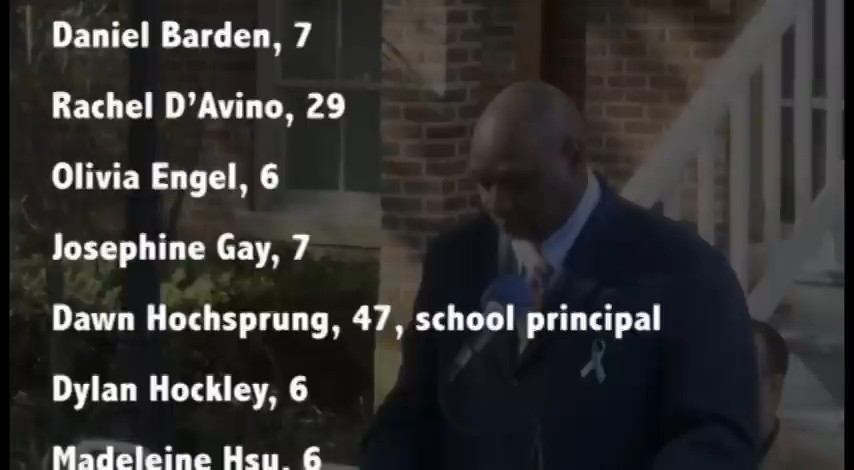 Daniel Barden, 7
Rachel D'Avino, 29
Olivia Engel, 6
Josephine Gay, 7
Dawn Hochsprung, 47, school principal
Dylan Hockley, 6
Madeleine Hsu, 6